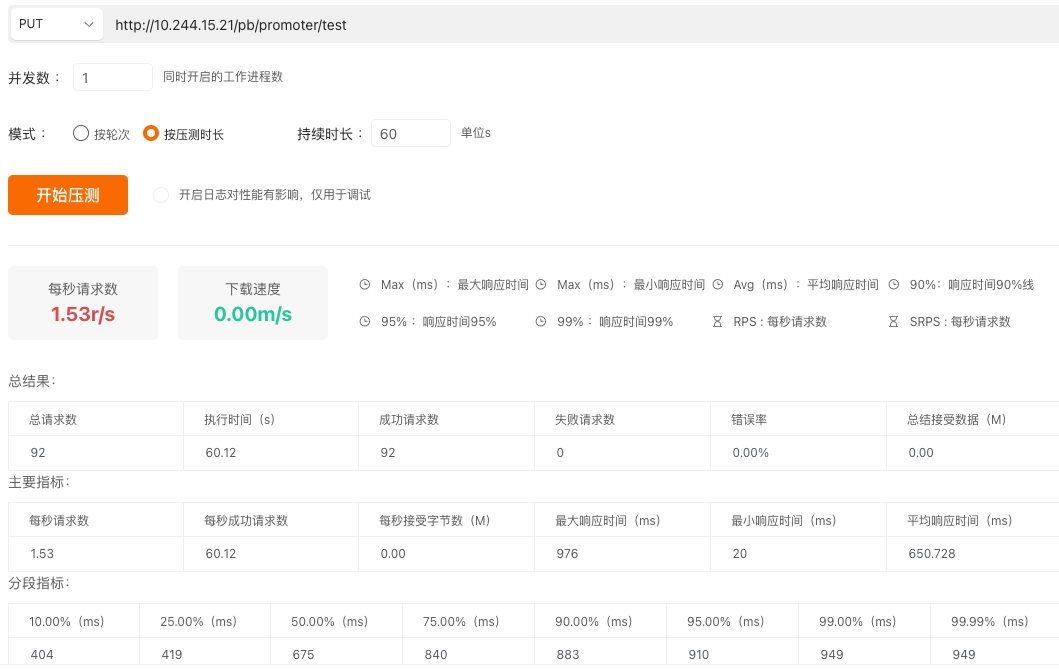 PUT http://10.244.15.21/pb/promoter/test
并发数： 1 同时开启的工作进程数
模式： 按轮次 按压测时长 持续时长： 60 单位s
开始压测 开启日志对性能有影响，仅用于调试
每秒请求数 下载速度
1.53r/s 0.00m/s
Max（ms）：最大响应时间 Max（ms）：最小响应时间 Avg（ms）：平均响应时间 90%：响应时间90%线
95%：响应时间95% 99%：响应时间99% RPS : 每秒请求数 SRPS : 每秒请求数
总结果：
总请求数 执行时间（s） 成功请求数 失败请求数 错误率 总结接受数据（M）
92 60.12 92 0 0.00% 0.00
主要指标：
每秒请求数 每秒成功请求数 每秒接受字节数（M） 最大响应时间（ms） 最小响应时间（ms） 平均响应时间（ms）
1.53 60.12 0.00 976 20 650.728
分段指标：
10.00%（ms） 25.00%（ms） 50.00%（ms） 75.00%（ms） 90.00%（ms） 95.00%（ms） 99.00%（ms） 99.99%（ms）
404 419 675 840 883 910 949 949